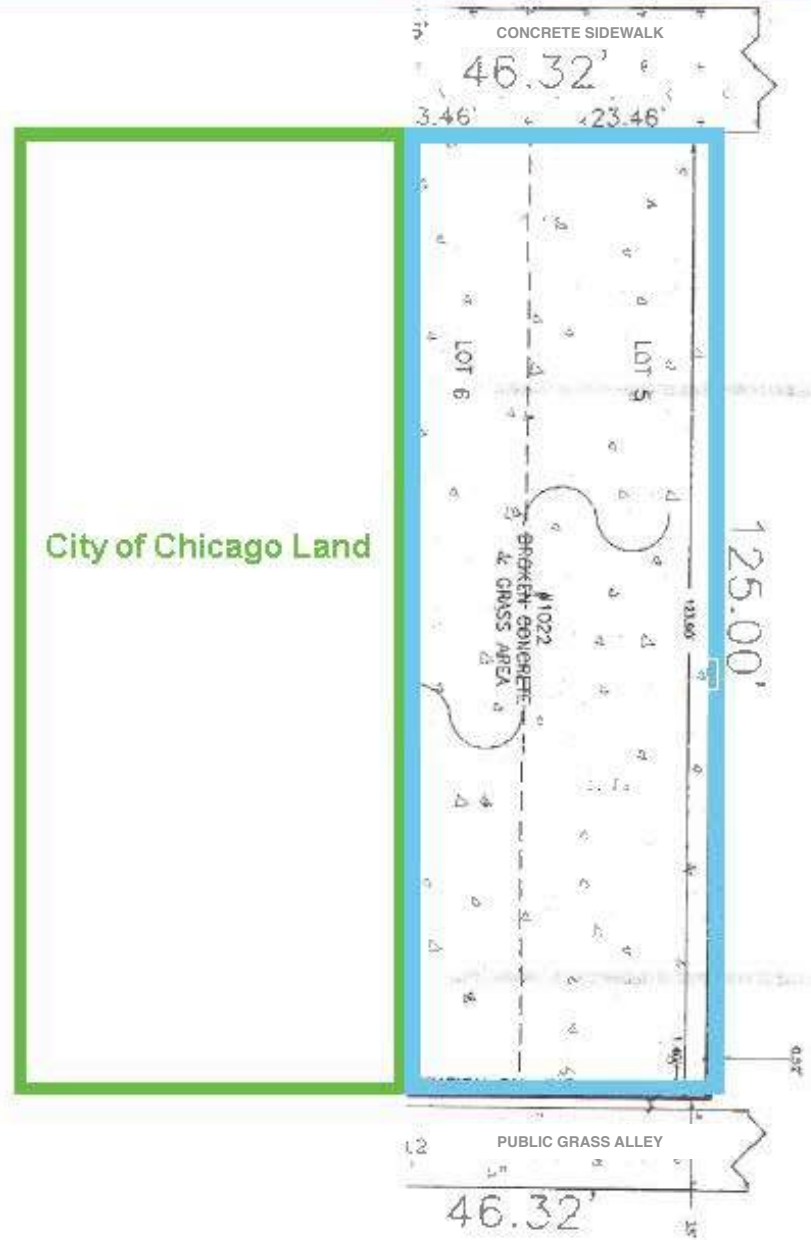 CONCRETE SIDEWALK
46.32'
3.46'
23.46'
LOT 6
LOT 5
City of Chicago Land
125.00'
#1022
BROKEN CONCRETE
& GRASS AREA
PUBLIC GRASS ALLEY
46.32'